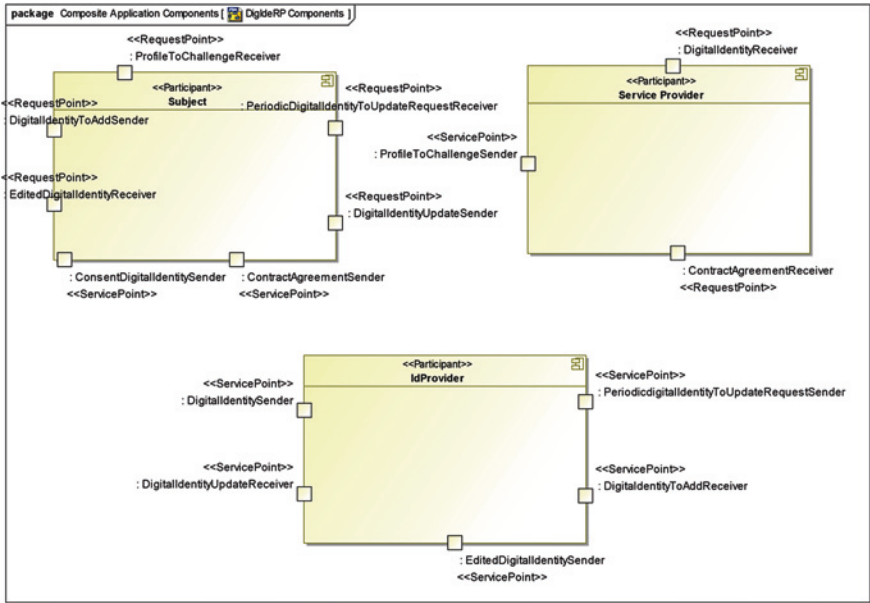 package Composite Application Components [ DigIdeRP Components ]
<<RequestPoint>>
: ProfileToChallengeReceiver
<<Participant>>
Subject
<<RequestPoint>>
: DigitalIdentityToAddSender
<<RequestPoint>>
: PeriodicDigitalIdentityToUpdateRequestReceiver
<<RequestPoint>>
: EditedDigitalIdentityReceiver
<<RequestPoint>>
: DigitalIdentityUpdateSender
: ConsentDigitalIdentitySender
<<ServicePoint>>
: ContractAgreementSender
<<ServicePoint>>
<<RequestPoint>>
: DigitalIdentityReceiver
<<Participant>>
Service Provider
<<ServicePoint>>
: ProfileToChallengeSender
: ContractAgreementReceiver
<<RequestPoint>>
<<Participant>>
IdProvider
<<ServicePoint>>
: DigitalIdentitySender
<<ServicePoint>>
: PeriodicdigitalIdentityToUpdateRequestSender
<<ServicePoint>>
: DigitalIdentityUpdateReceiver
<<ServicePoint>>
: DigitaIdentityToAddReceiver
: EditedDigitalIdentitySender
<<ServicePoint>>